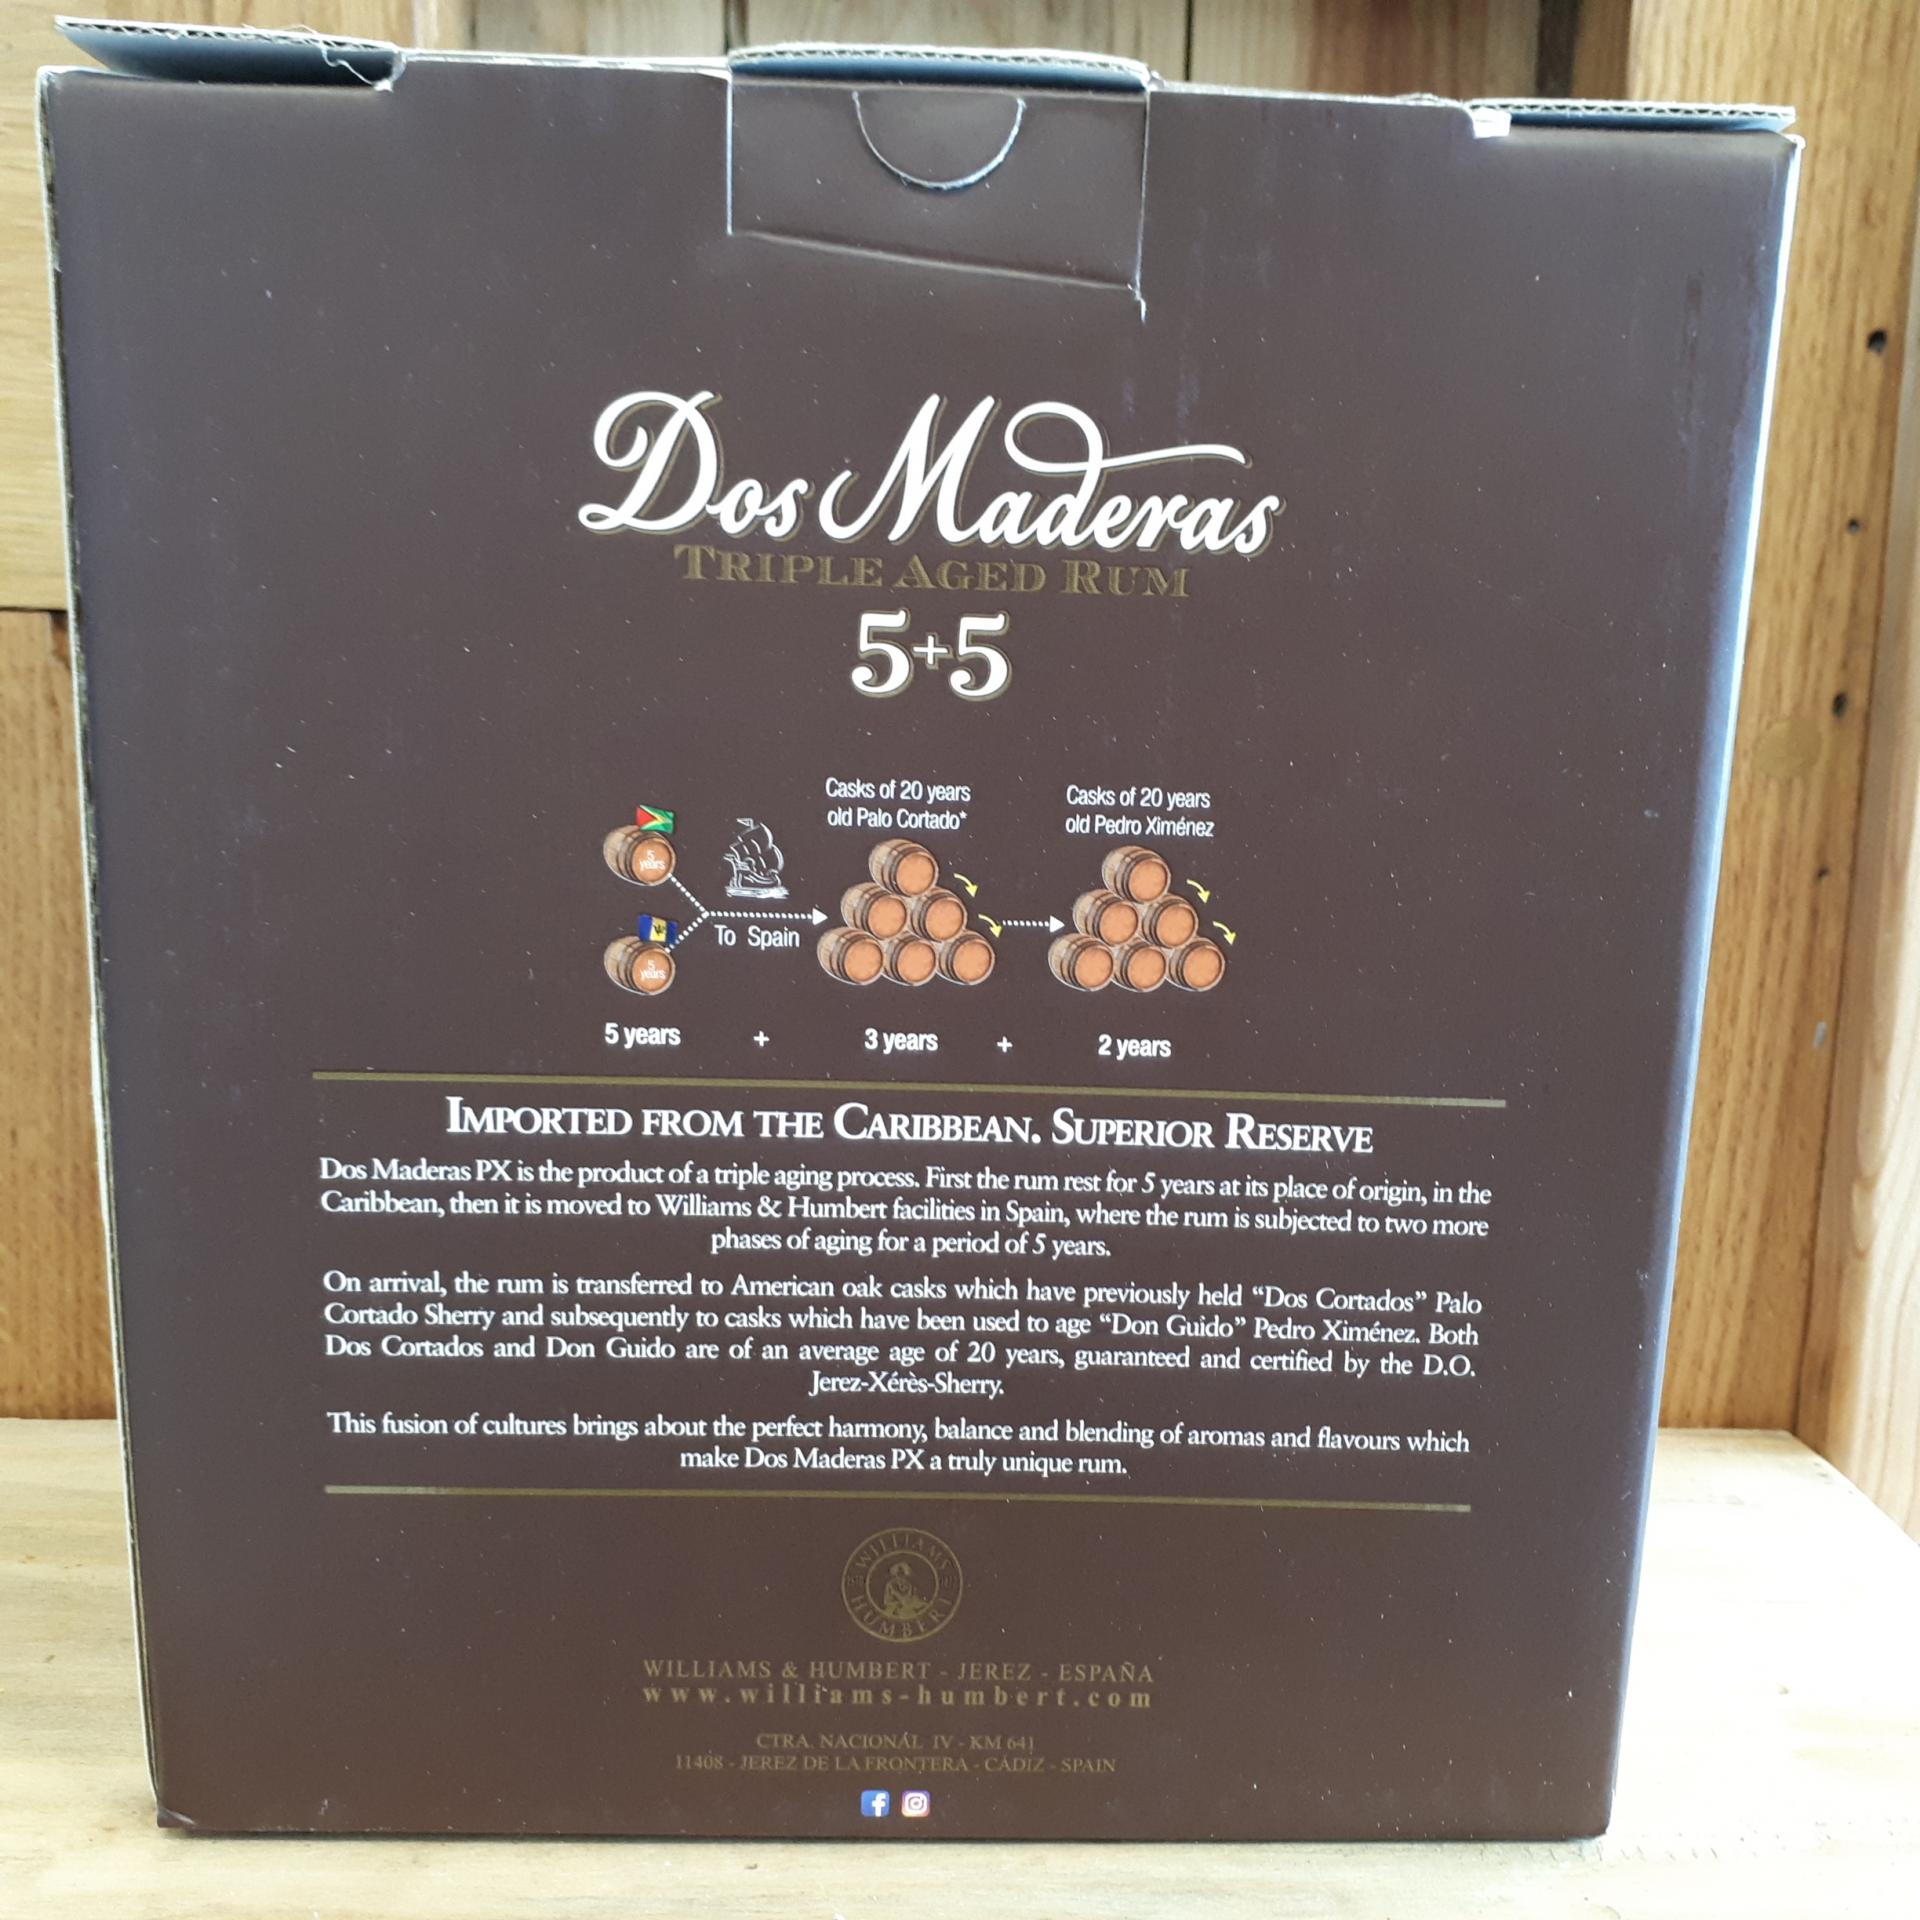 Dos Maderas
TRIPLE AGED RUM
5+5
Casks of 20 years
old Palo Cortado*
Casks of 20 years
old Pedro Ximénez
5
years
5
years
To Spain
5 years + 3 years + 2 years
IMPORTED FROM THE CARIBBEAN. SUPERIOR RESERVE
Dos Maderas PX is the product of a triple aging process. First the rum rest for 5 years at its place of origin, in the
Caribbean, then it is moved to Williams & Humbert facilities in Spain, where the rum is subjected to two more
phases of aging for a period of 5 years.
On arrival, the rum is transferred to American oak casks which have previously held “Dos Cortados” Palo
Cortado Sherry and subsequently to casks which have been used to age “Don Guido” Pedro Ximénez. Both
Dos Cortados and Don Guido are of an average age of 20 years, guaranteed and certified by the D.O.
Jerez-Xérès-Sherry.
This fusion of cultures brings about the perfect harmony, balance and blending of aromas and flavours which
make Dos Maderas PX a truly unique rum.
WILLIAMS
HUMBERT
WILLIAMS & HUMBERT - JEREZ - ESPAÑA
www.williams-humbert.com
CTRA. NACIONÁL IV - KM 641
11408 - JEREZ DE LA FRONTERA - CÁDIZ - SPAIN